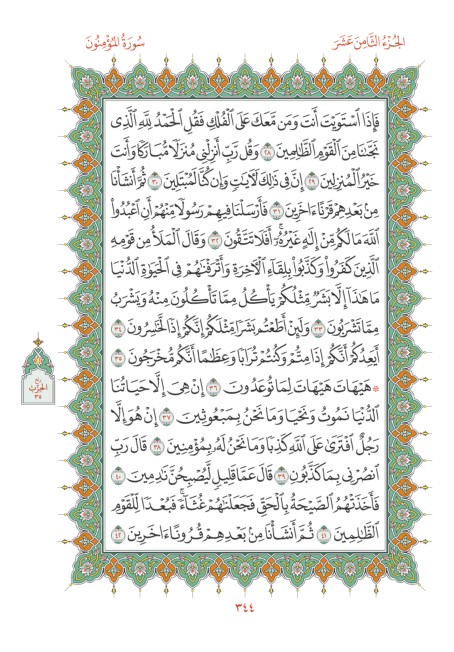 الجُزْءُ الثَّامِنَ عَشَرَ
سُورَةُ المُؤْمِنُونَ
فَإِذَا ٱسْتَوَيْتَ أَنتَ وَمَن مَّعَكَ عَلَى ٱلْفُلْكِ فَقُلِ ٱلْحَمْدُ لِلَّهِ ٱلَّذِى
نَجَّىٰنَا مِنَ ٱلْقَوْمِ ٱلظَّٰلِمِينَ ٢٨ وَقُل رَّبِّ أَنزِلْنِى مُنزَلًا مُّبَارَكًا وَأَنتَ
خَيْرُ ٱلْمُنزِلِينَ ٢٩ إِنَّ فِى ذَٰلِكَ لَءَايَٰتٍ وَإِن كُنَّا لَمُبْتَلِينَ ٣٠ ثُمَّ أَنشَأْنَا
مِنۢ بَعْدِهِمْ قَرْنًا ءَاخَرِينَ ٣١ فَأَرْسَلْنَا فِيهِمْ رَسُولًا مِّنْهُمْ أَنِ ٱعْبُدُوا۟
ٱللَّهَ مَا لَكُم مِّنْ إِلَٰهٍ غَيْرُهُۥٓ ۖ أَفَلَا تَتَّقُونَ ٣٢ وَقَالَ ٱلْمَلَأُ مِن قَوْمِهِ
ٱلَّذِينَ كَفَرُوا۟ وَكَذَّبُوا۟ بِلِقَآءِ ٱلْءَاخِرَةِ وَأَتْرَفْنَٰهُمْ فِى ٱلْحَيَوٰةِ ٱلدُّنْيَا
مَا هَٰذَآ إِلَّا بَشَرٌ مِّثْلُكُمْ يَأْكُلُ مِمَّا تَأْكُلُونَ مِنْهُ وَيَشْرَبُ
مِمَّا تَشْرَبُونَ ٣٣ وَلَئِنْ أَطَعْتُم بَشَرًا مِّثْلَكُمْ إِنَّكُمْ إِذًا لَّخَٰسِرُونَ ٣٤
أَيَعِدُكُمْ أَنَّكُمْ إِذَا مِتُّمْ وَكُنتُمْ تُرَابًا وَعِظَٰمًا أَنَّكُم مُّخْرَجُونَ ٣٥
۞ هَيْهَاتَ هَيْهَاتَ لِمَا تُوعَدُونَ ٣٦ إِنْ هِىَ إِلَّا حَيَاتُنَا
ٱلدُّنْيَا نَمُوتُ وَنَحْيَا وَمَا نَحْنُ بِمَبْعُوثِينَ ٣٧ إِنْ هُوَ إِلَّا
رَجُلٌ ٱفْتَرَىٰ عَلَى ٱللَّهِ كَذِبًا وَمَا نَحْنُ لَهُۥ بِمُؤْمِنِينَ ٣٨ قَالَ رَبِّ
ٱنصُرْنِى بِمَا كَذَّبُونِ ٣٩ قَالَ عَمَّا قَلِيلٍ لَّيُصْبِحُنَّ نَٰدِمِينَ ٤٠
فَأَخَذَتْهُمُ ٱلصَّيْحَةُ بِٱلْحَقِّ فَجَعَلْنَٰهُمْ غُثَآءً ۚ فَبُعْدًا لِّلْقَوْمِ
ٱلظَّٰلِمِينَ ٤١ ثُمَّ أَنشَأْنَا مِنۢ بَعْدِهِمْ قُرُونًا ءَاخَرِينَ ٤٢
رُبْع
الحِزْب
٣٥
٣٤٤